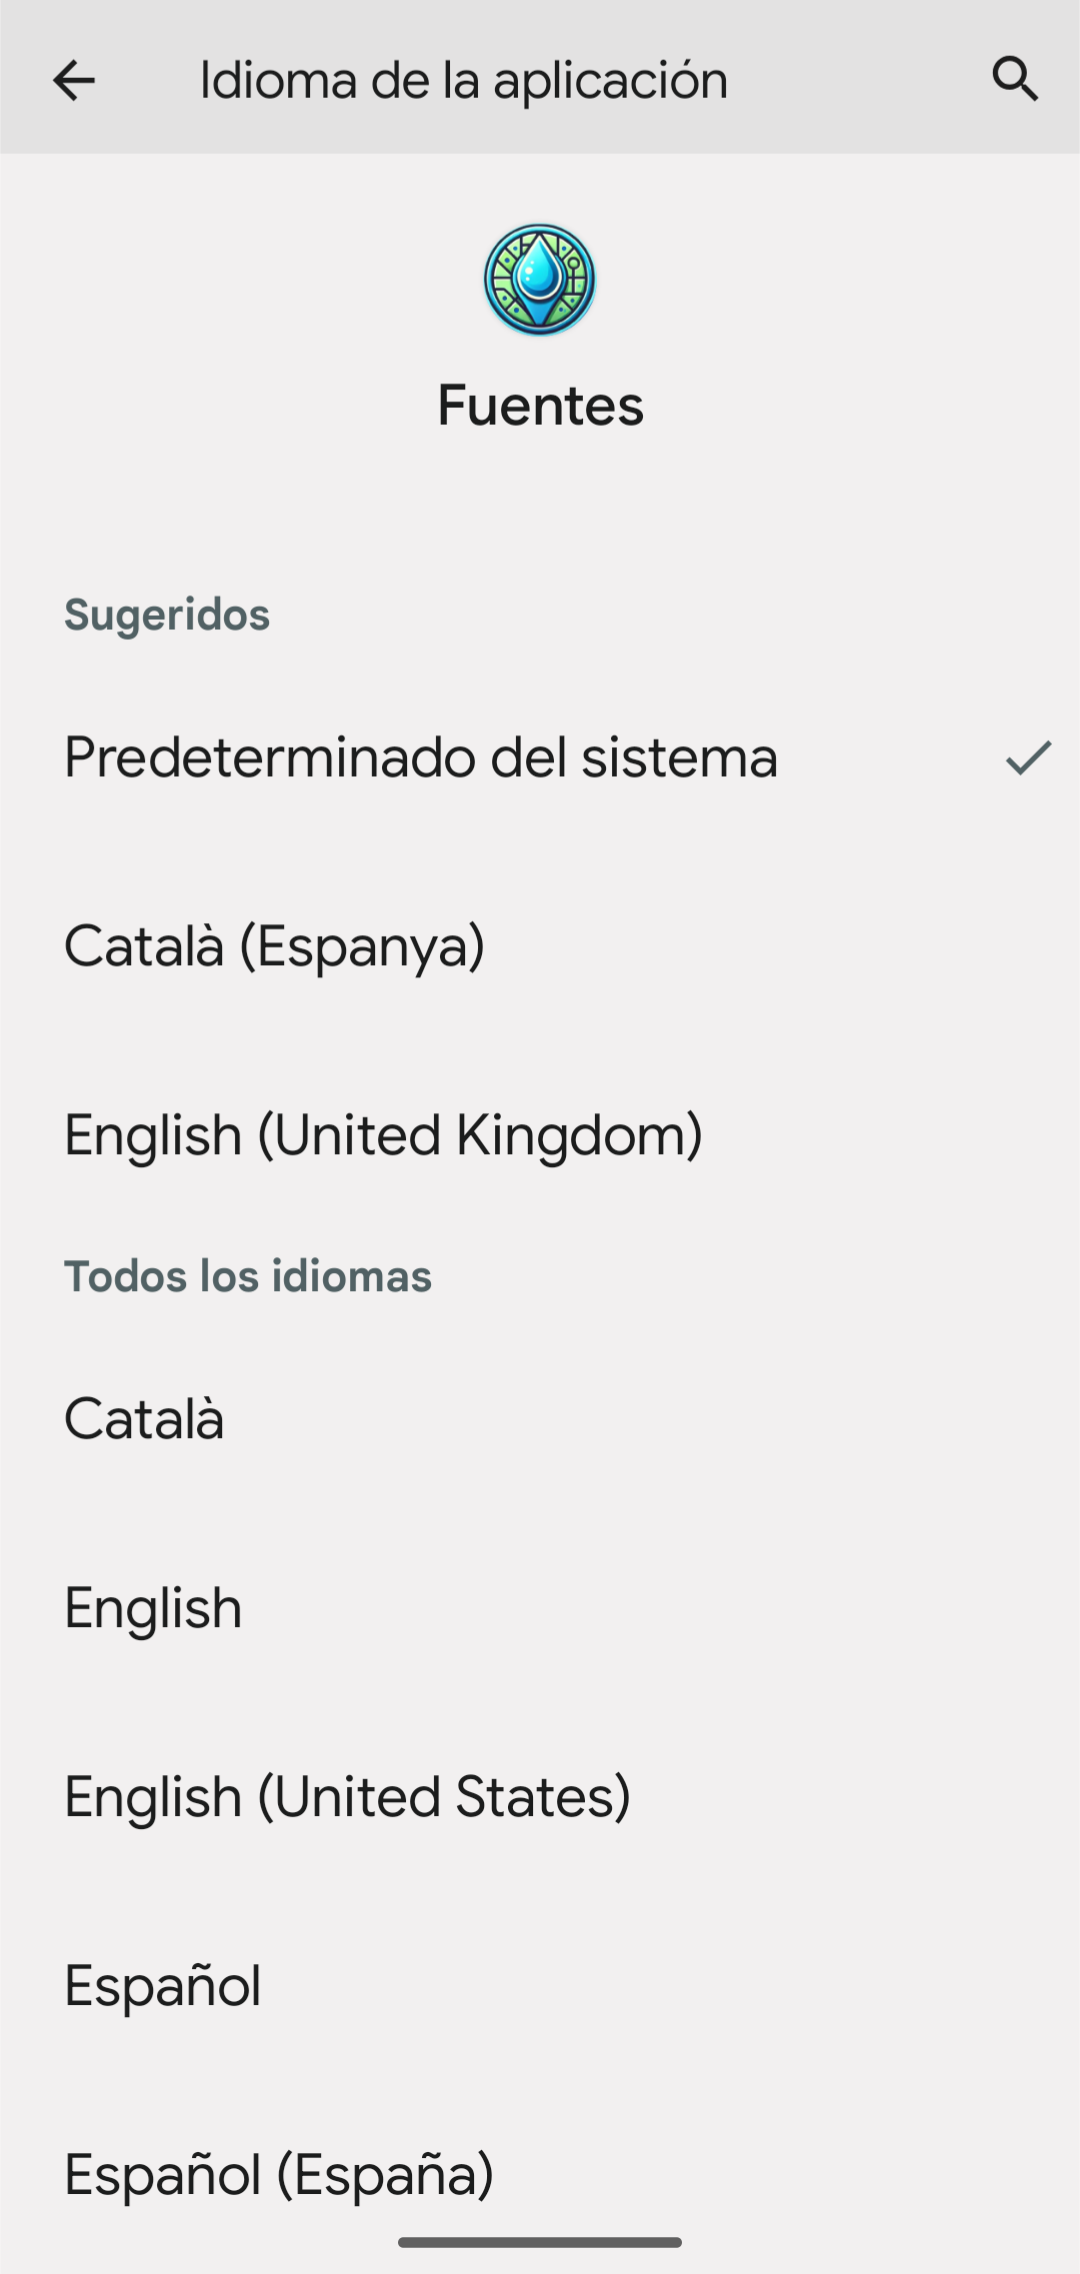 Idioma de la aplicación
Fuentes
Sugeridos
Predeterminado del sistema
Català (Espanya)
English (United Kingdom)
Todos los idiomas
Català
English
English (United States)
Español
Español (España)